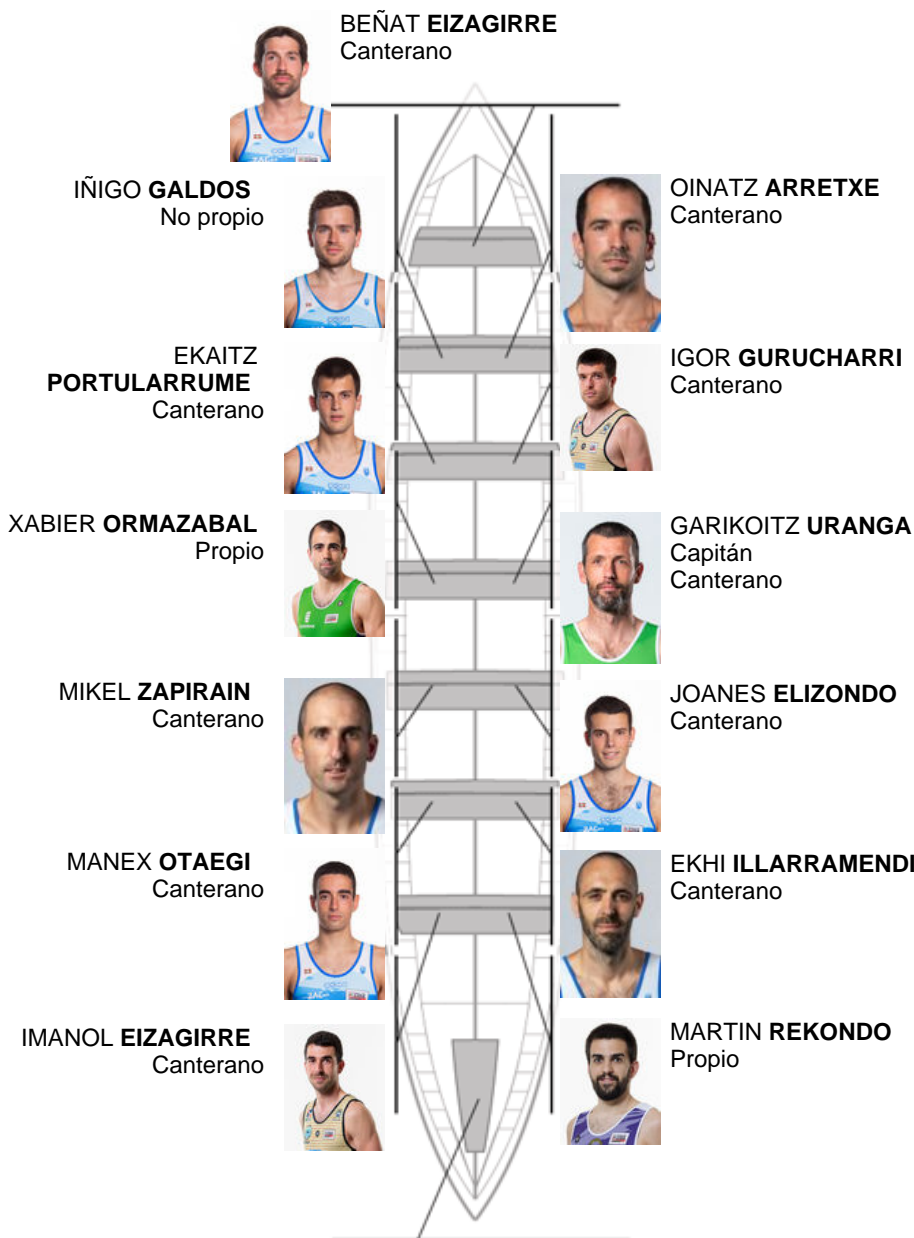 BEÑAT EIZAGIRRE
Canterano
IÑIGO GALDOS
No propio
OINATZ ARRETXE
Canterano
EKAITZ
PORTULARRUME
Canterano
IGOR GURUCHARRI
Canterano
XABIER ORMAZABAL
Propio
GARIKOITZ URANGA
Capitán
Canterano
MIKEL ZAPIRAIN
Canterano
JOANES ELIZONDO
Canterano
MANEX OTAEGI
Canterano
EKHI ILLARRAMENDI
Canterano
IMANOL EIZAGIRRE
Canterano
MARTIN REKONDO
Propio